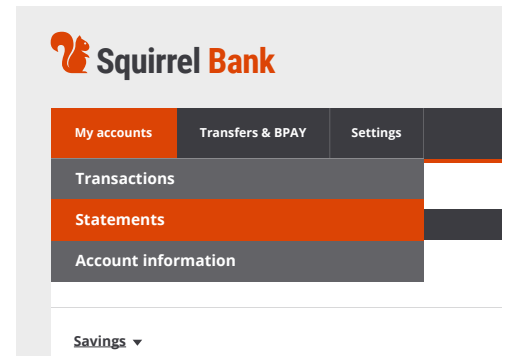 Squirrel Bank
My accounts Transfers & BPAY Settings
Transactions
Statements
Account information
Savings